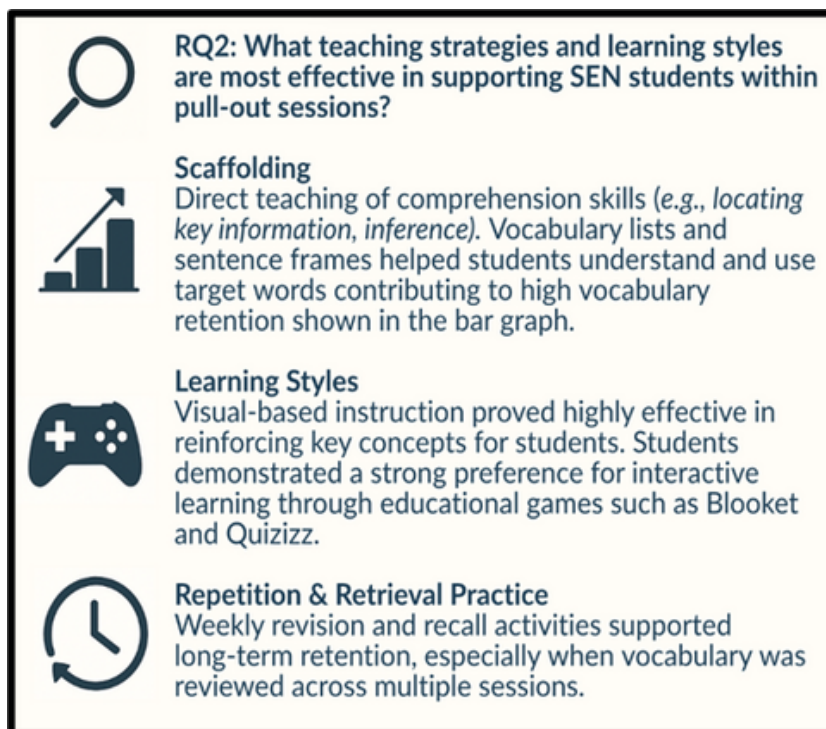 RQ2: What teaching strategies and learning styles
are most effective in supporting SEN students within
pull-out sessions?
Scaffolding
Direct teaching of comprehension skills (e.g., locating
key information, inference). Vocabulary lists and
sentence frames helped students understand and use
target words contributing to high vocabulary
retention shown in the bar graph.
Learning Styles
Visual-based instruction proved highly effective in
reinforcing key concepts for students. Students
demonstrated a strong preference for interactive
learning through educational games such as Blooket
and Quizizz.
Repetition & Retrieval Practice
Weekly revision and recall activities supported
long-term retention, especially when vocabulary was
reviewed across multiple sessions.